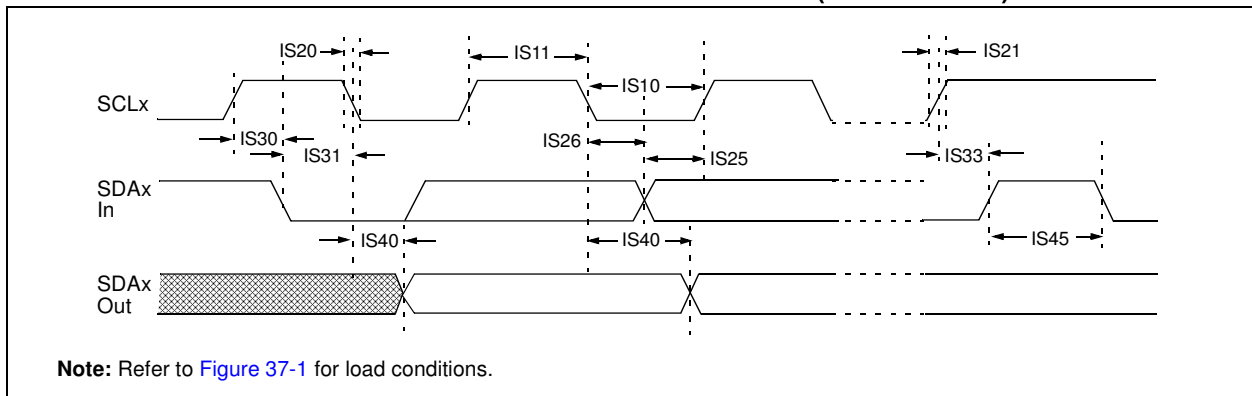 IS20
IS11
IS21
IS10
SCLx
IS30
IS26
IS31
IS25
IS33
SDAx
In
IS40
IS40
IS45
SDAx
Out
Note: Refer to Figure 37-1 for load conditions.